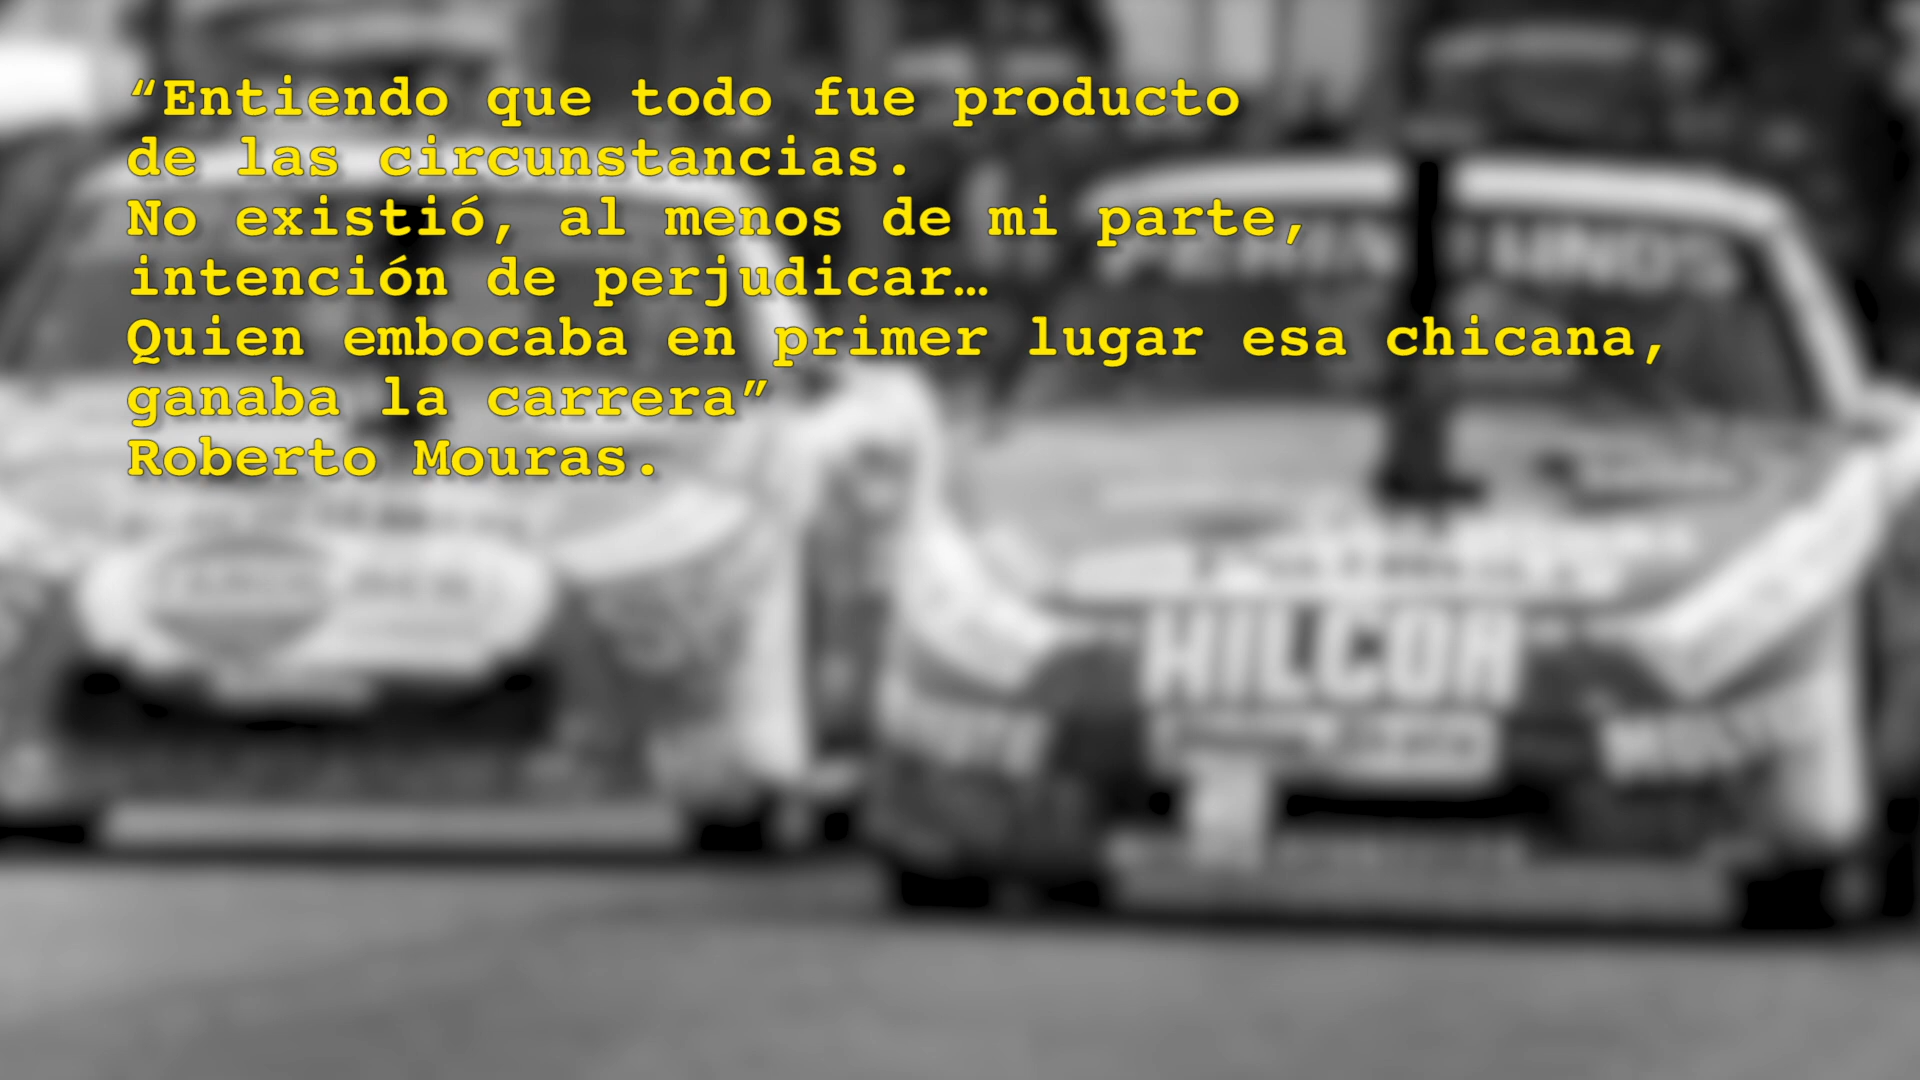 “Entiendo que todo fue producto
de las circunstancias.
No existió, al menos de mi parte,
intención de perjudicar…
Quien embocaba en primer lugar esa chicana,
ganaba la carrera”
Roberto Mouras.